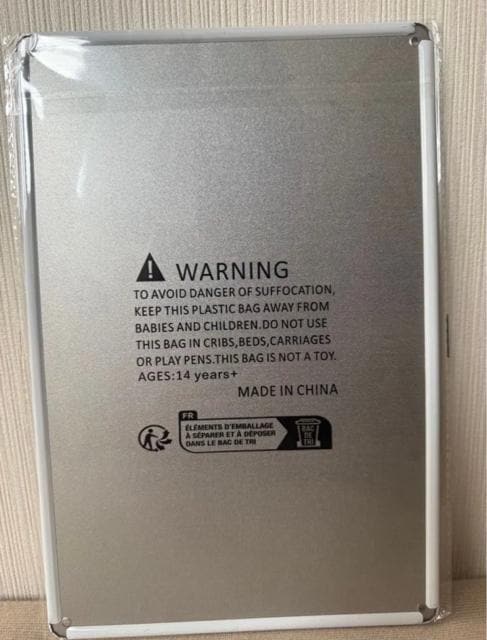 WARNING
TO AVOID DANGER OF SUFFOCATION,
KEEP THIS PLASTIC BAG AWAY FROM
BABIES AND CHILDREN.DO NOT USE
THIS BAG IN CRIBS,BEDS,CARRIAGES
OR PLAY PENS.THIS BAG IS NOT A TOY.
AGES:14 years+
MADE IN CHINA
FR
ÉLÉMENTS D'EMBALLAGE
À SÉPARER ET À DÉPOSER
DANS LE BAC DE TRI
BAC
DE
TRI